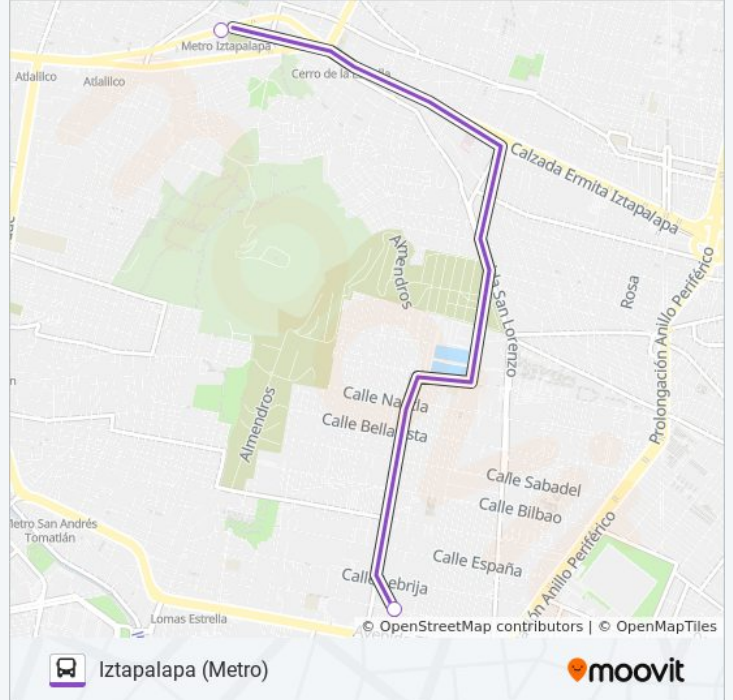 Metro Iztapalapa
Atlalilco
Atlalilco
Cerro de la
Calzada Ermita Iztapalapa
Almendros
la San Lorenzo
Rosa
Prolongación Anillo Periférico
Almendros
Calle
Calle
Calle Sabadel
Calle Bilbao
Calle España
Metro San Andrés
Tomatlán
Anillo Periférico
Lomas Estrella
© OpenStreetMap contributors | © OpenMapTiles
Iztapalapa (Metro)
moovit